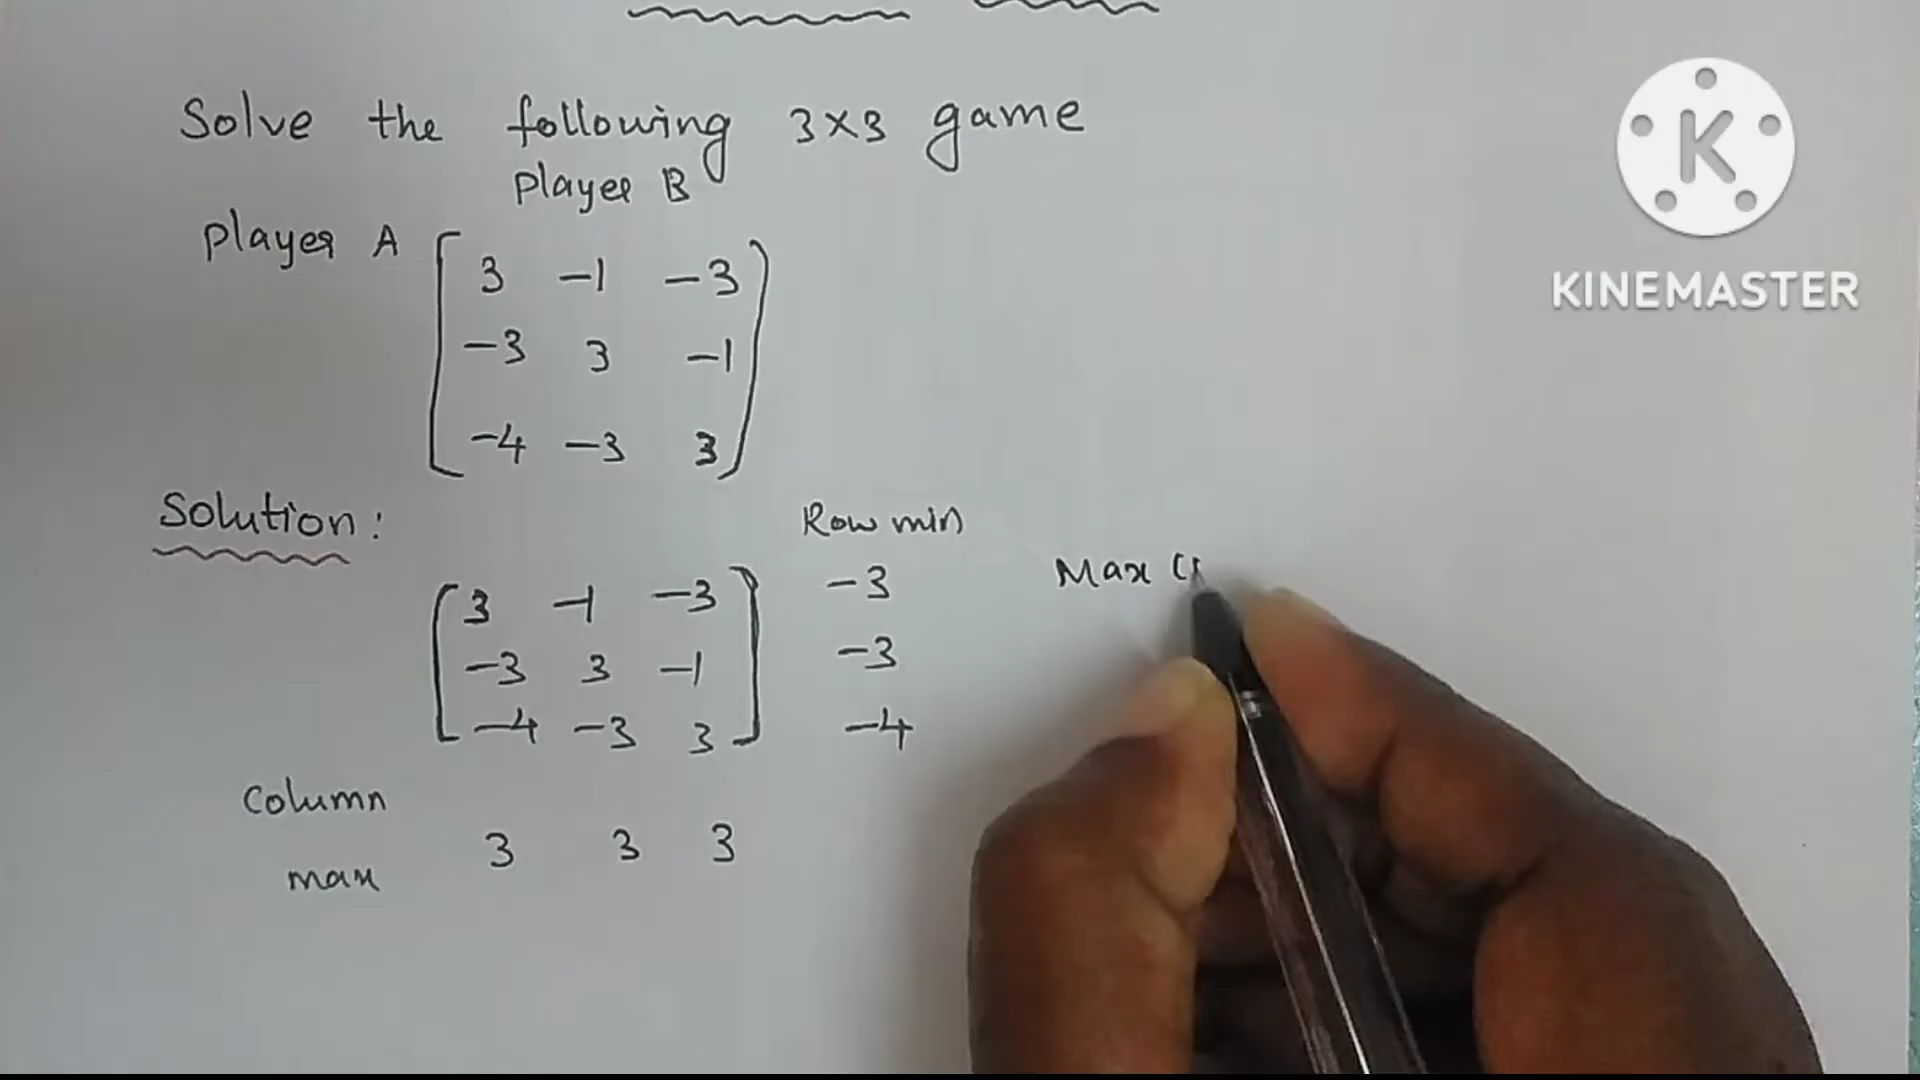 Solve the following 3×3 game
Player B
Player A
3 -1 -3
-3 3 -1
-4 -3 3
Solution:
Row min
3 -1 -3 -3
-3 3 -1 -3
-4 -3 3 -4
Column
max 3 3 3
Max (
KINEMASTER